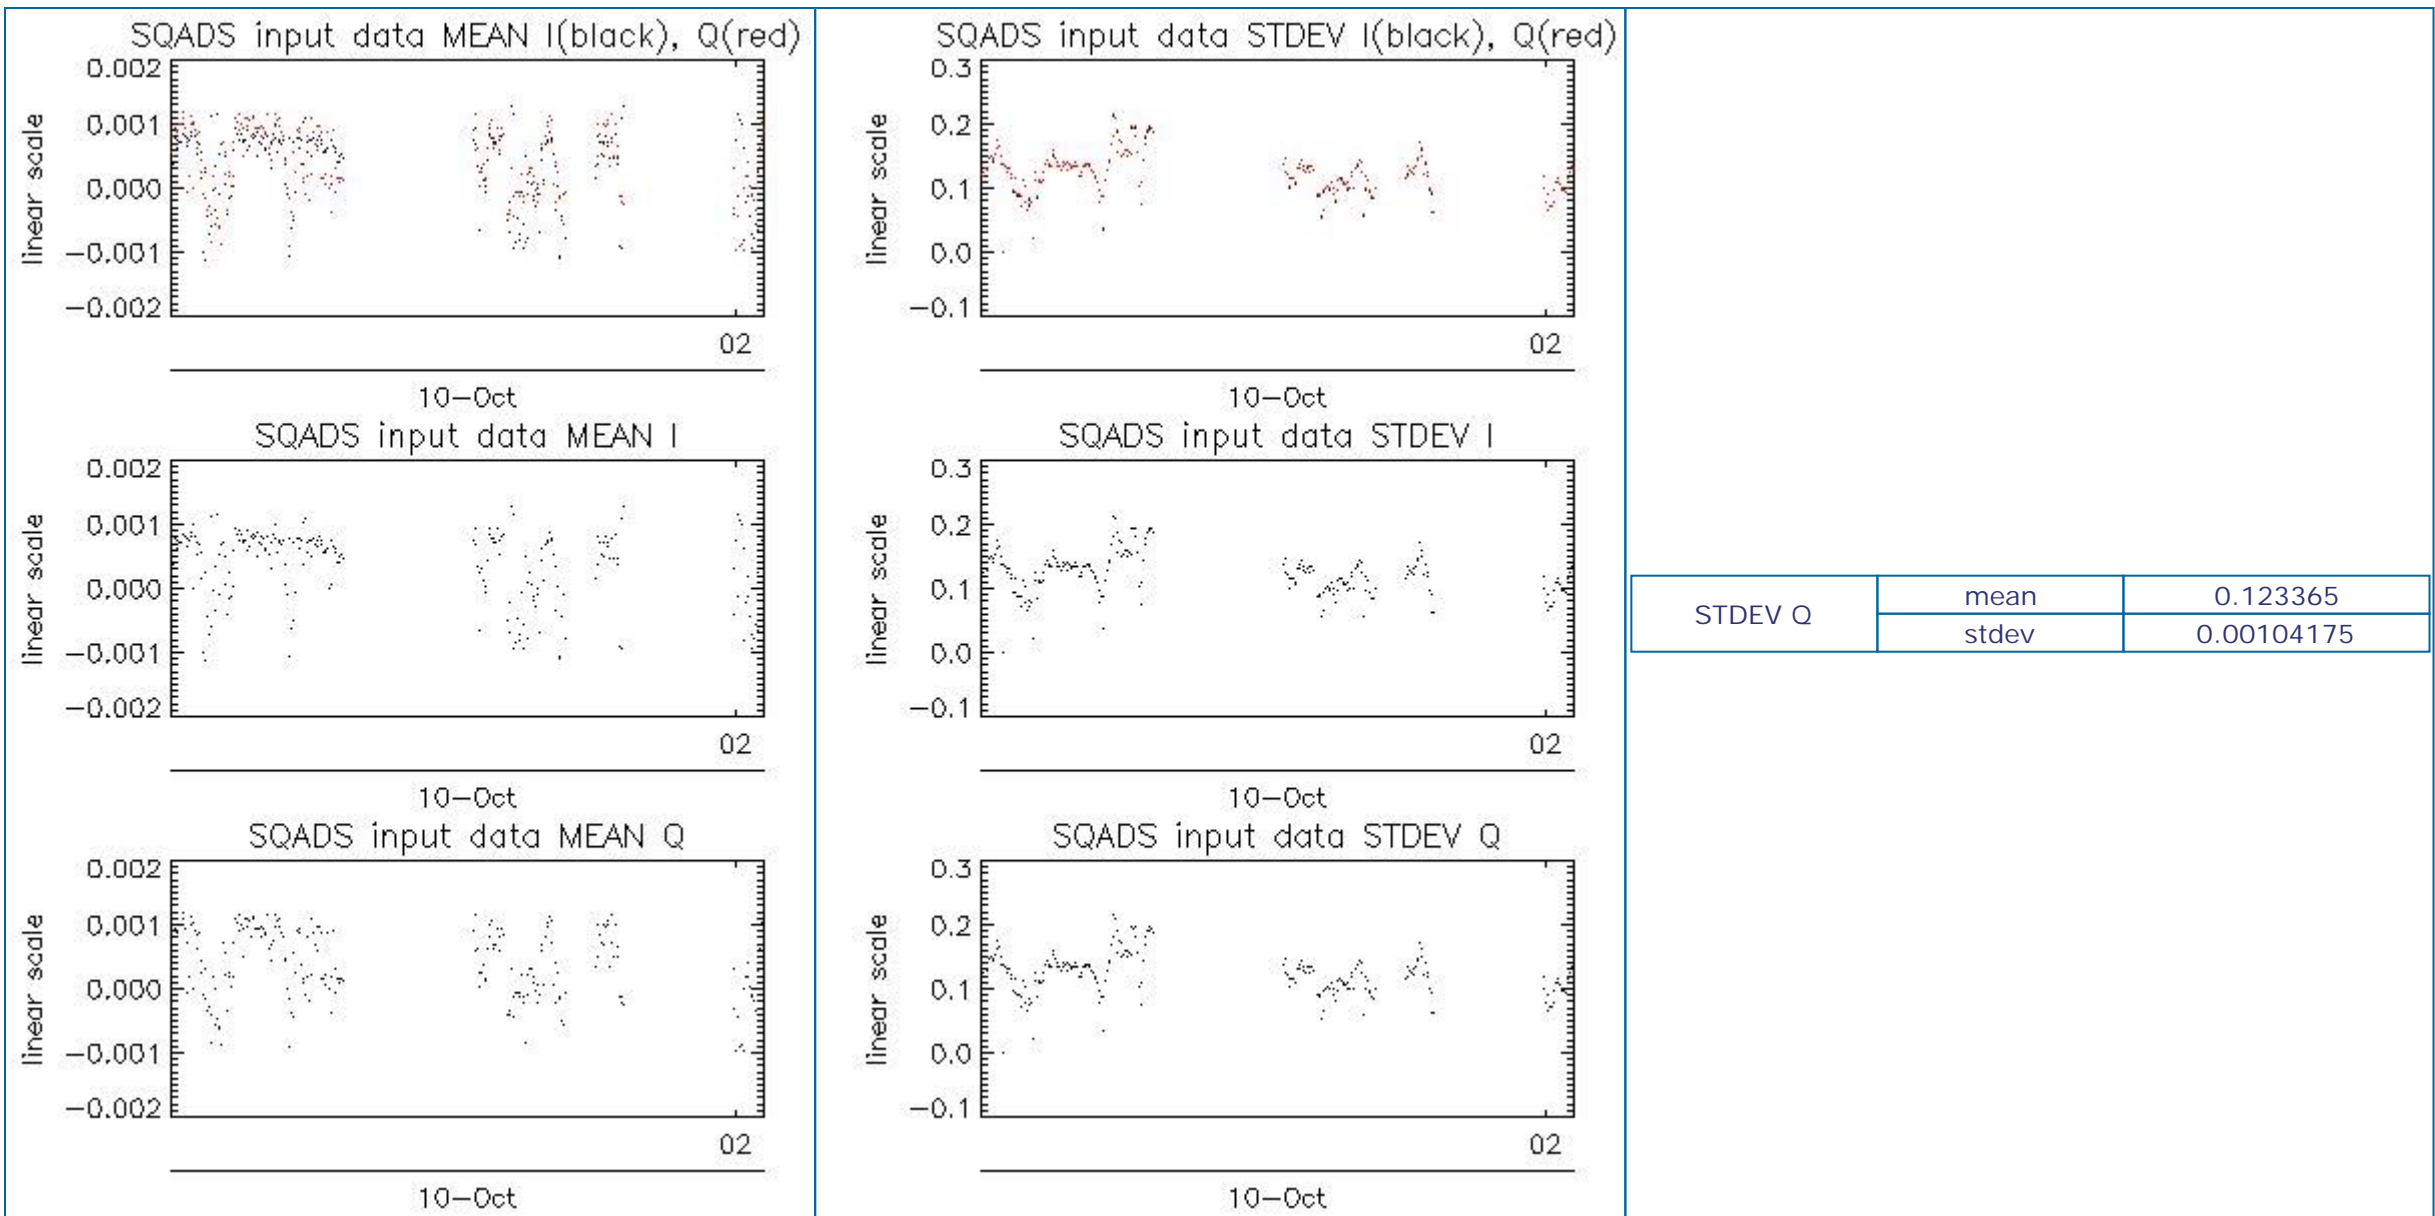 SQADS input data MEAN I(black), Q(red)
0.002
0.001
0.000
−0.001
−0.002
linear scale
02
10−Oct
SQADS input data MEAN I
0.002
0.001
0.000
−0.001
−0.002
linear scale
02
10−Oct
SQADS input data MEAN Q
0.002
0.001
0.000
−0.001
−0.002
linear scale
02
10−Oct
SQADS input data STDEV I(black), Q(red)
0.3
0.2
0.1
0.0
−0.1
linear scale
02
10−Oct
SQADS input data STDEV I
0.3
0.2
0.1
0.0
−0.1
linear scale
02
10−Oct
SQADS input data STDEV Q
0.3
0.2
0.1
0.0
−0.1
linear scale
02
10−Oct
STDEV Q
mean 0.123365
stdev 0.00104175